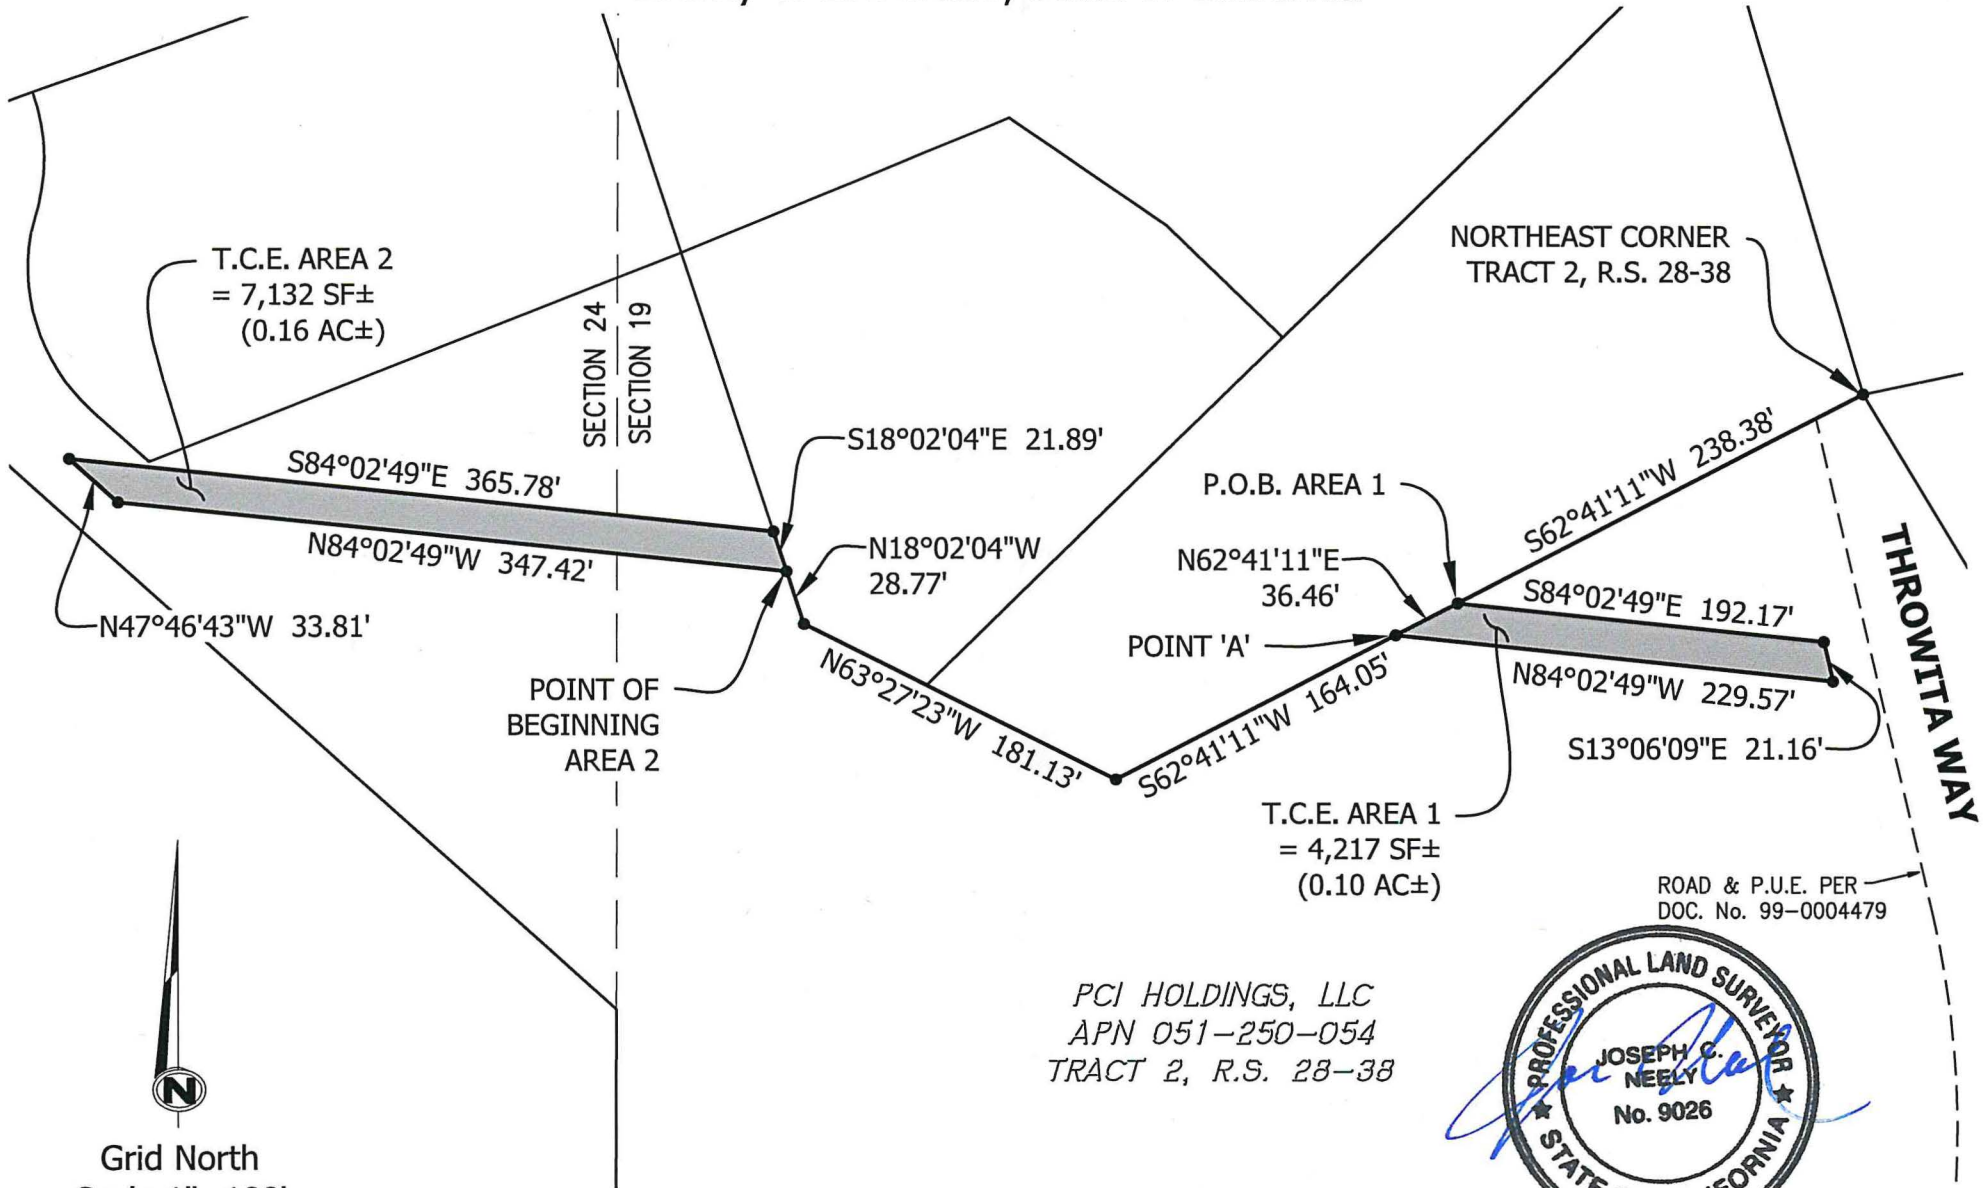 T.C.E. AREA 2
= 7,132 SF±
(0.16 AC±)
SECTION 24
SECTION 19
NORTHEAST CORNER
TRACT 2, R.S. 28-38
S84°02'49"E 365.78'
S18°02'04"E 21.89'
N84°02'49"W 347.42'
N18°02'04"W
28.77'
N47°46'43"W 33.81'
POINT OF
BEGINNING
AREA 2
N63°27'23"W 181.13'
P.O.B. AREA 1
S62°41'11"W 238.38'
N62°41'11"E
36.46'
POINT 'A'
S62°41'11"W 164.05'
S84°02'49"E 192.17'
N84°02'49"W 229.57'
S13°06'09"E 21.16'
THROWITA WAY
T.C.E. AREA 1
= 4,217 SF±
(0.10 AC±)
ROAD & P.U.E. PER
DOC. No. 99-0004479
PCI HOLDINGS, LLC
APN 051-250-054
TRACT 2, R.S. 28-38
PROFESSIONAL LAND SURVEYOR
JOSEPH C.
NEELY
No. 9026
STATE
N
Grid North